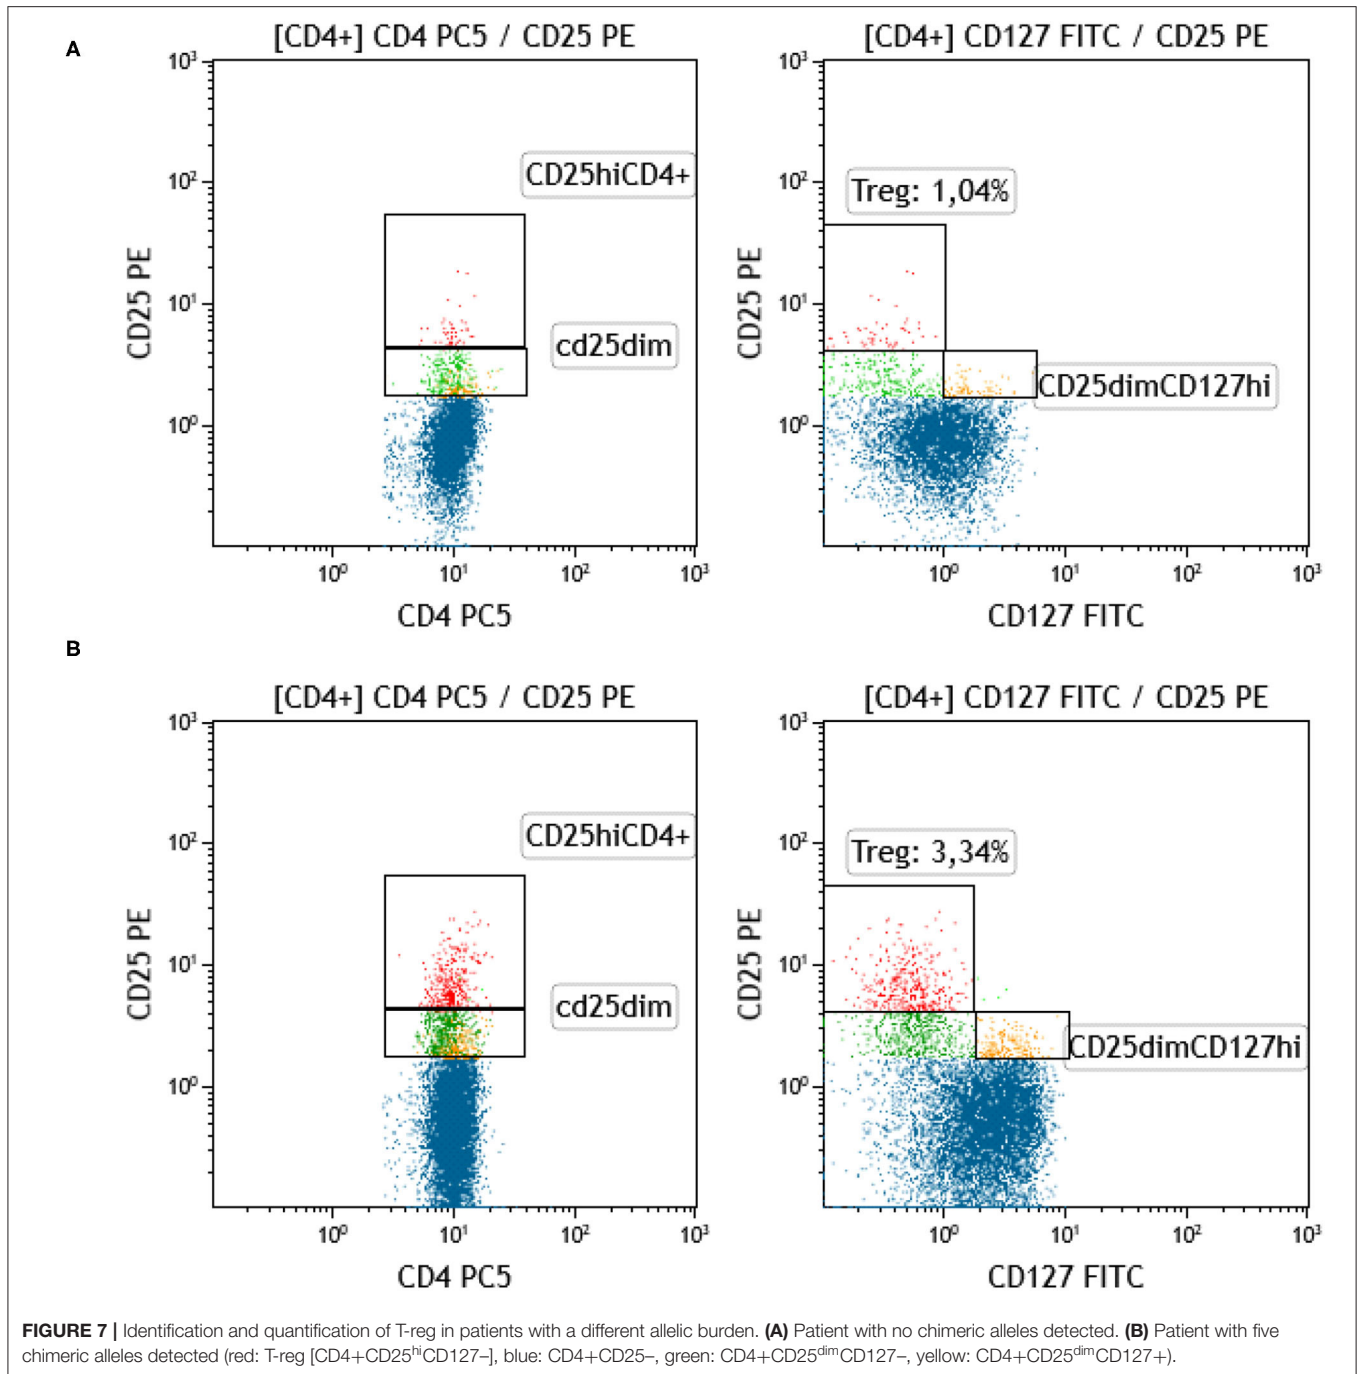 A
[CD4+] CD4 PC5 / CD25 PE
10³
10²
10¹
10⁰
CD25 PE
CD25hiCD4+
cd25dim
10⁰ 10¹ 10² 10³
CD4 PC5
[CD4+] CD127 FITC / CD25 PE
10³
10²
10¹
10⁰
CD25 PE
Treg: 1,04%
CD25dimCD127hi
10⁰ 10¹ 10² 10³
CD127 FITC
B
[CD4+] CD4 PC5 / CD25 PE
10³
10²
10¹
10⁰
CD25 PE
CD25hiCD4+
cd25dim
10⁰ 10¹ 10² 10³
CD4 PC5
[CD4+] CD127 FITC / CD25 PE
10³
10²
10¹
10⁰
CD25 PE
Treg: 3,34%
CD25dimCD127hi
10⁰ 10¹ 10² 10³
CD127 FITC
FIGURE 7 | Identification and quantification of T-reg in patients with a different allelic burden. (A) Patient with no chimeric alleles detected. (B) Patient with five
chimeric alleles detected (red: T-reg [CD4+CD25ʰⁱCD127–], blue: CD4+CD25–, green: CD4+CD25ᵈⁱᵐCD127–, yellow: CD4+CD25ᵈⁱᵐCD127+).